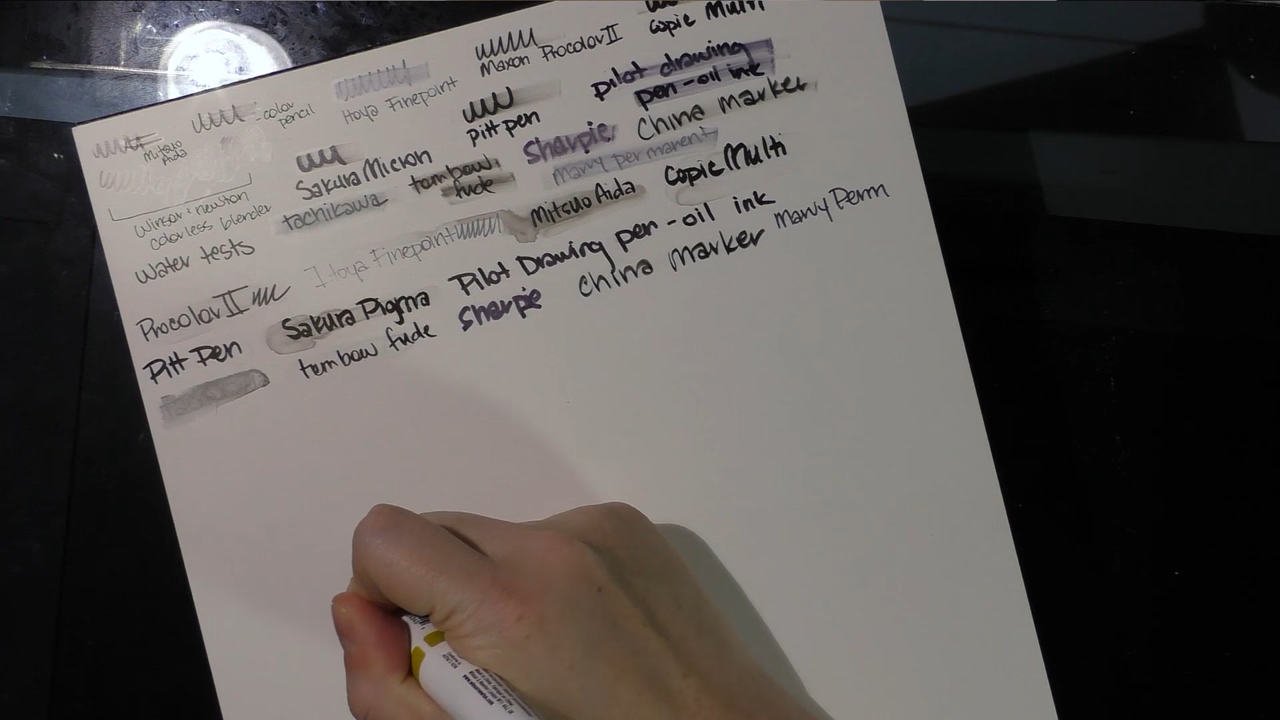 Copic Multi
Maxon Procolor II
pilot drawing
pen-oil ink
-color
pencil
Itoya Finepoint
pitt pen
China marker
Mitsuo
Aida
Sharpie
Sakura Micron
marvy permanent
tombow
fude
Copic Multi
Winsor & newton
colorless blender
tachikawa
Mitsuo Aida
water tests
Itoya Finepoint
Pilot Drawing pen-oil ink
Marvy Perm
Procolor II
Sakura Pigma
Sharpie
china marker
Pitt Pen
tombow fude